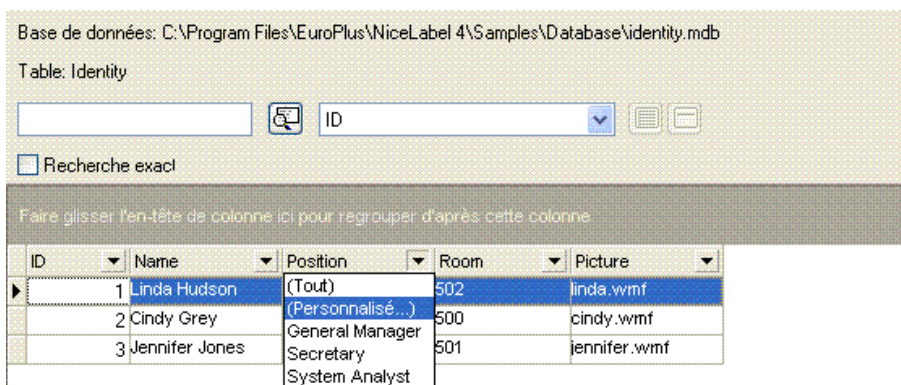 Base de données: C:\Program Files\EuroPlus\NiceLabel 4\Samples\Database\identity.mdb
Table: Identity
ID
Recherche exact
Faire glisser l'en-tête de colonne ici pour regrouper d'après cette colonne
ID Name Position Room Picture
1 Linda Hudson (Tout) 502 linda.wmf
(Personnalisé...)
2 Cindy Grey General Manager 500 cindy.wmf
3 Jennifer Jones Secretary 501 jennifer.wmf
System Analyst